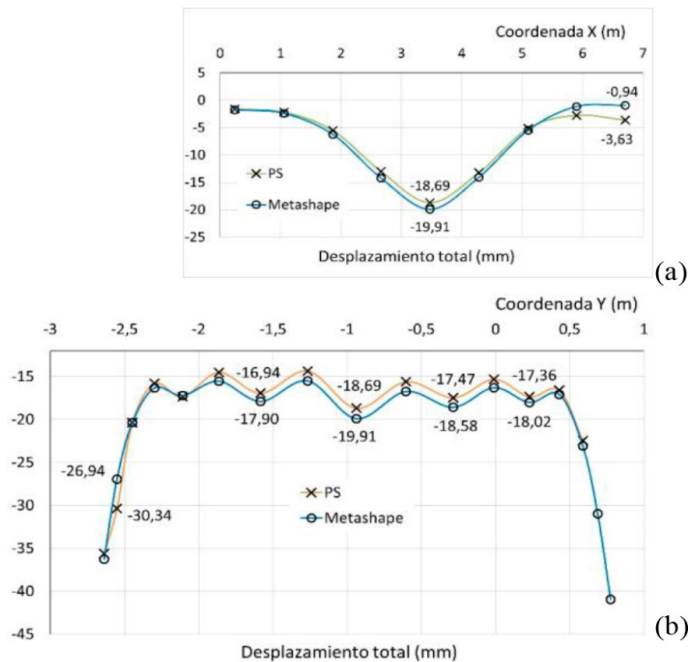 Coordenada X (m)
0 1 2 3 4 5 6 7
5
0
-5
-10
-15
-20
-25
-0,94
-3,63
-18,69
-19,91
PS
Metashape
Desplazamiento total (mm)
(a)
Coordenada Y (m)
-3 -2,5 -2 -1,5 -1 -0,5 0 0,5 1
-15
-20
-25
-30
-35
-40
-45
-16,94
-17,90
-18,69
-19,91
-17,47
-18,58
-17,36
-18,02
-26,94
-30,34
PS
Metashape
Desplazamiento total (mm)
(b)